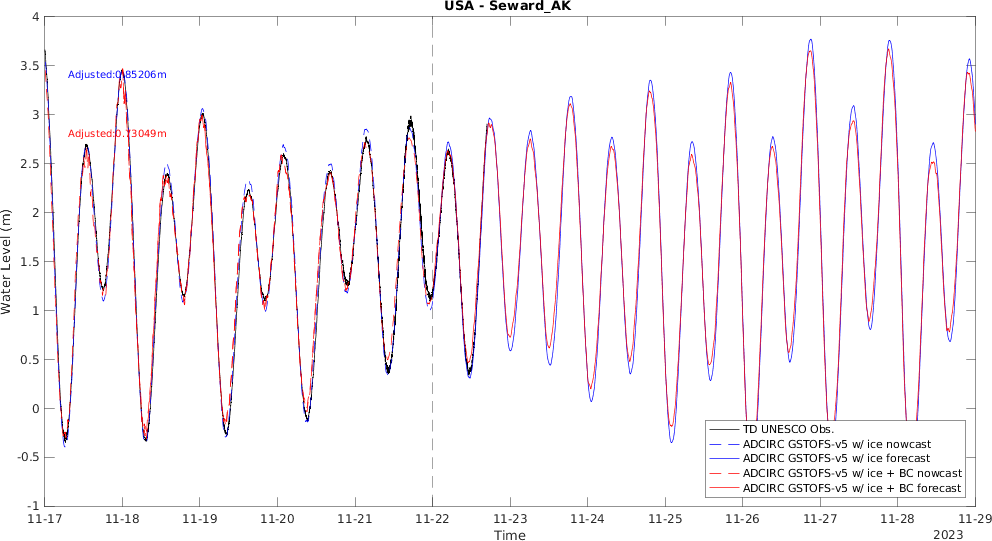 USA - Seward_AK
4
3.5
3
2.5
2
1.5
1
0.5
0
-0.5
-1
Water Level (m)
Adjusted:0.85206m
Adjusted:0.73049m
TD UNESCO Obs.
ADCIRC GSTOFS-v5 w/ ice nowcast
ADCIRC GSTOFS-v5 w/ ice forecast
ADCIRC GSTOFS-v5 w/ ice + BC nowcast
ADCIRC GSTOFS-v5 w/ ice + BC forecast
11-17 11-18 11-19 11-20 11-21 11-22 11-23 11-24 11-25 11-26 11-27 11-28 11-29
Time
2023